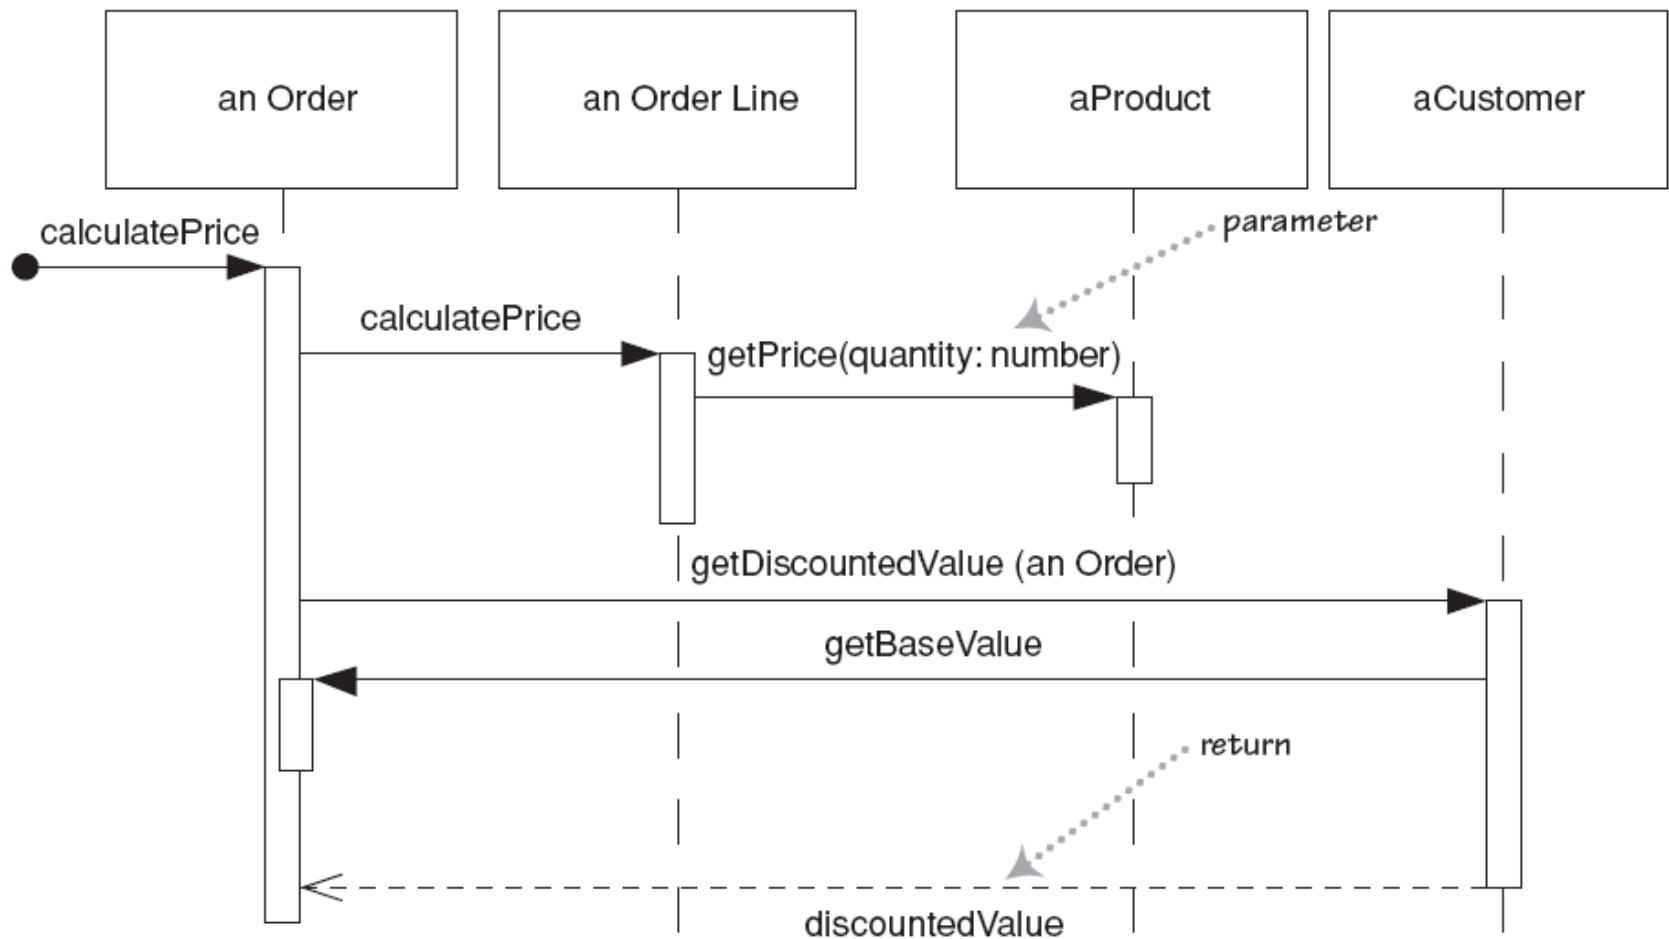 an Order
an Order Line
aProduct
aCustomer
calculatePrice
parameter
calculatePrice
getPrice(quantity: number)
getDiscountedValue (an Order)
getBaseValue
return
discountedValue